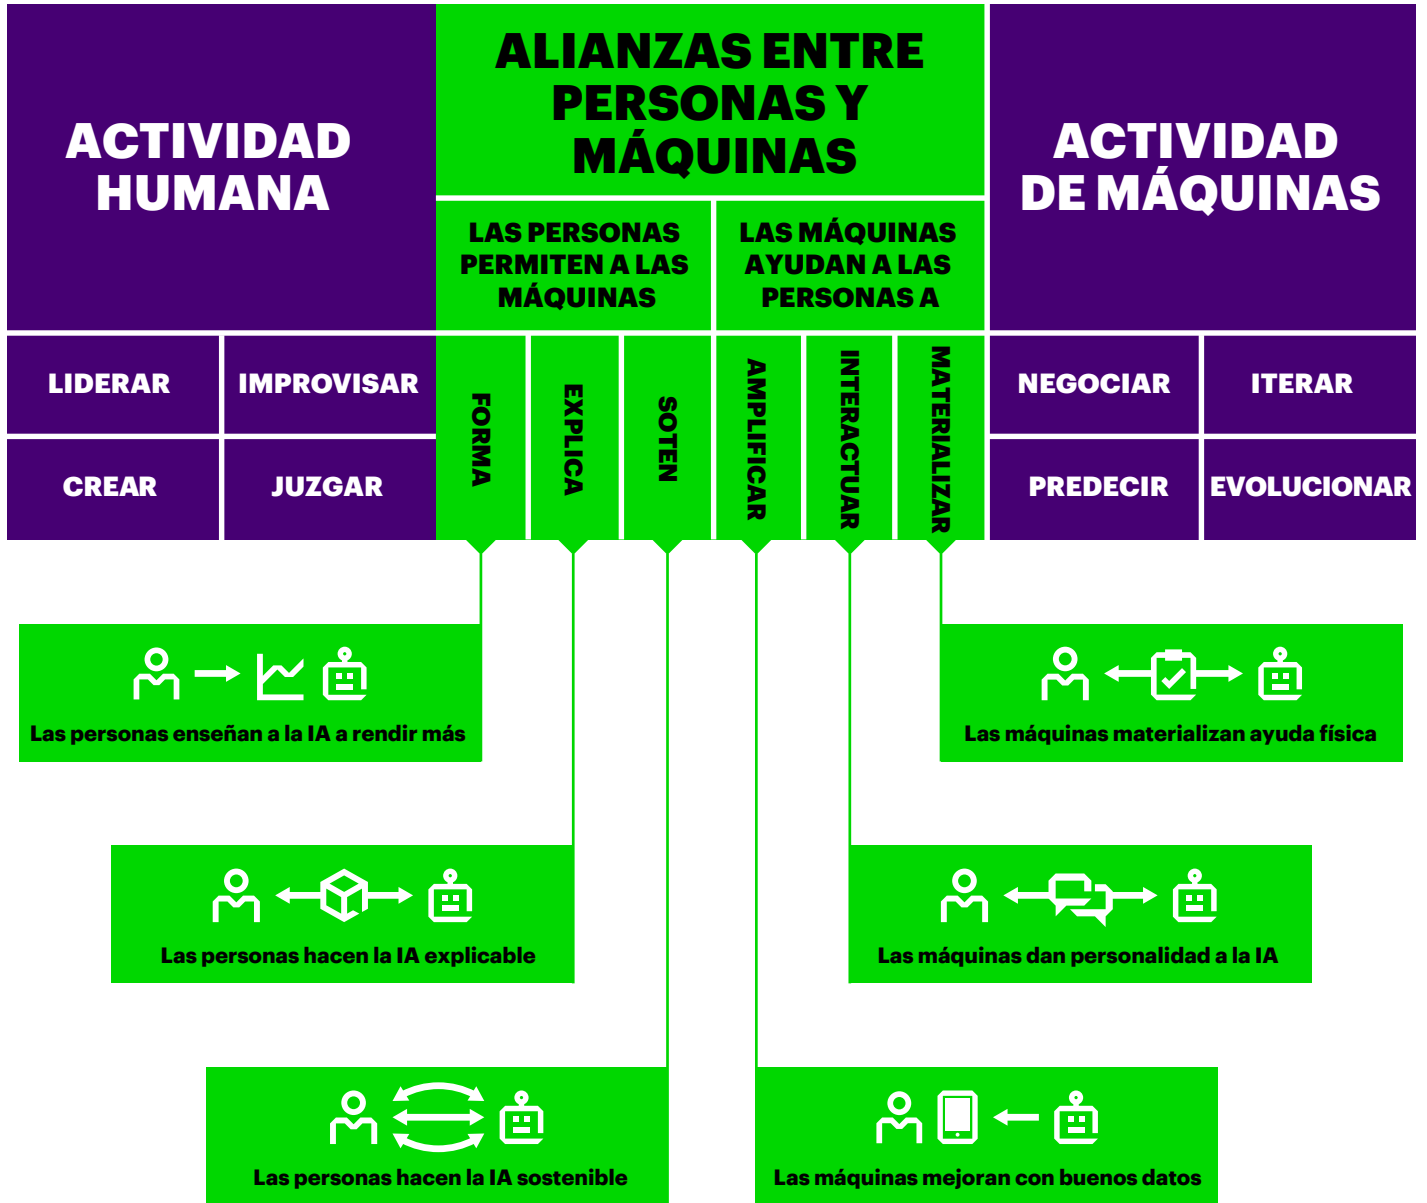 ACTIVIDAD
HUMANA
ALIANZAS ENTRE
PERSONAS Y
MÁQUINAS
LAS PERSONAS
PERMITEN A LAS
MÁQUINAS
LAS MÁQUINAS
AYUDAN A LAS
PERSONAS A
ACTIVIDAD
DE MÁQUINAS
LIDERAR
IMPROVISAR
CREAR
JUZGAR
FORMA
EXPLICA
SOTEN
AMPLIFICAR
INTERACTUAR
MATERIALIZAR
NEGOCIAR
ITERAR
PREDECIR
EVOLUCIONAR
Las personas enseñan a la IA a rendir más
Las máquinas materializan ayuda física
Las personas hacen la IA explicable
Las máquinas dan personalidad a la IA
Las personas hacen la IA sostenible
Las máquinas mejoran con buenos datos